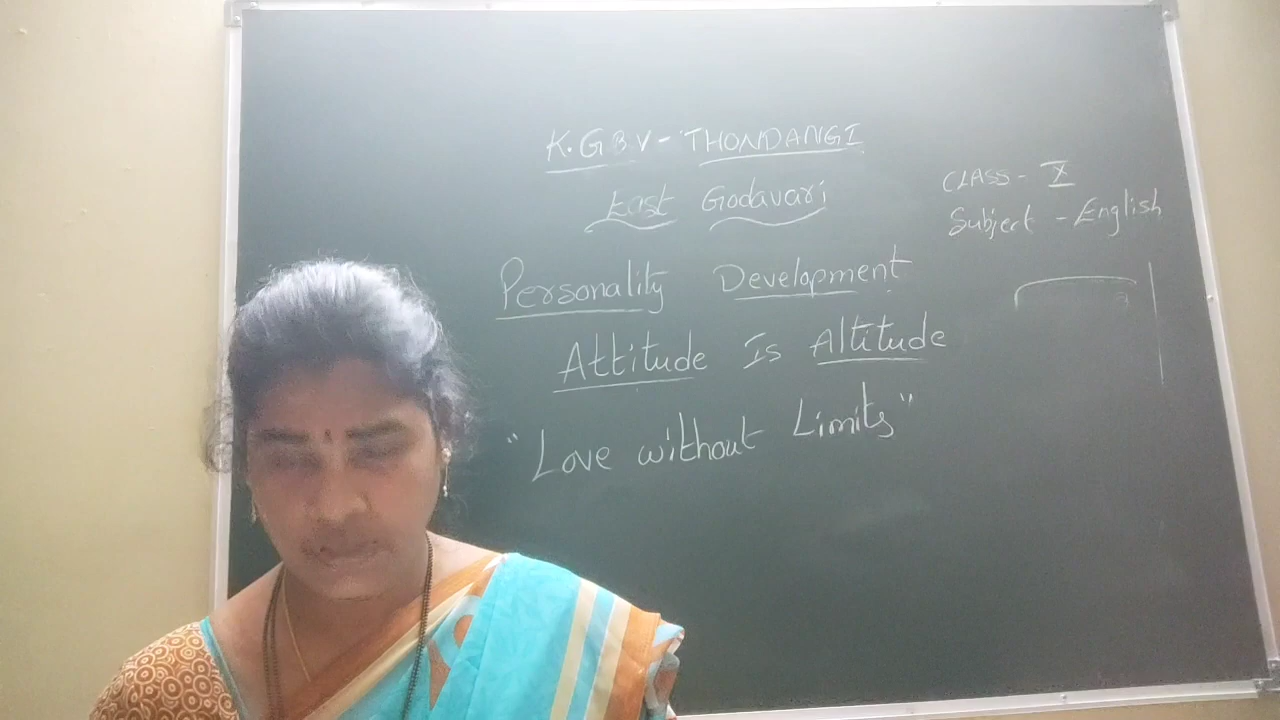 K.G.B.V - THONDANGI
East Godavari
CLASS - X
Subject - English
Personality Development
Attitude Is Altitude
"Love without Limits"